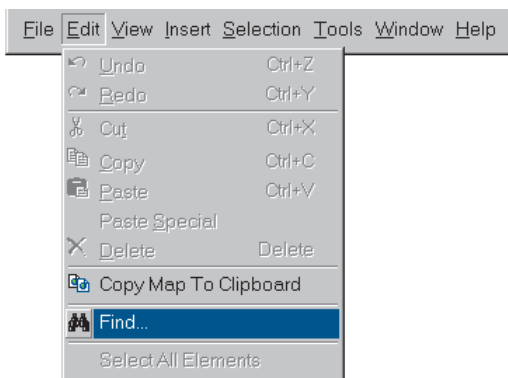 File Edit View Insert Selection Tools Window Help
Undo Ctrl+Z
Redo Ctrl+Y
Cut Ctrl+X
Copy Ctrl+C
Paste Ctrl+V
Paste Special
Delete Delete
Copy Map To Clipboard
Find...
Select All Elements